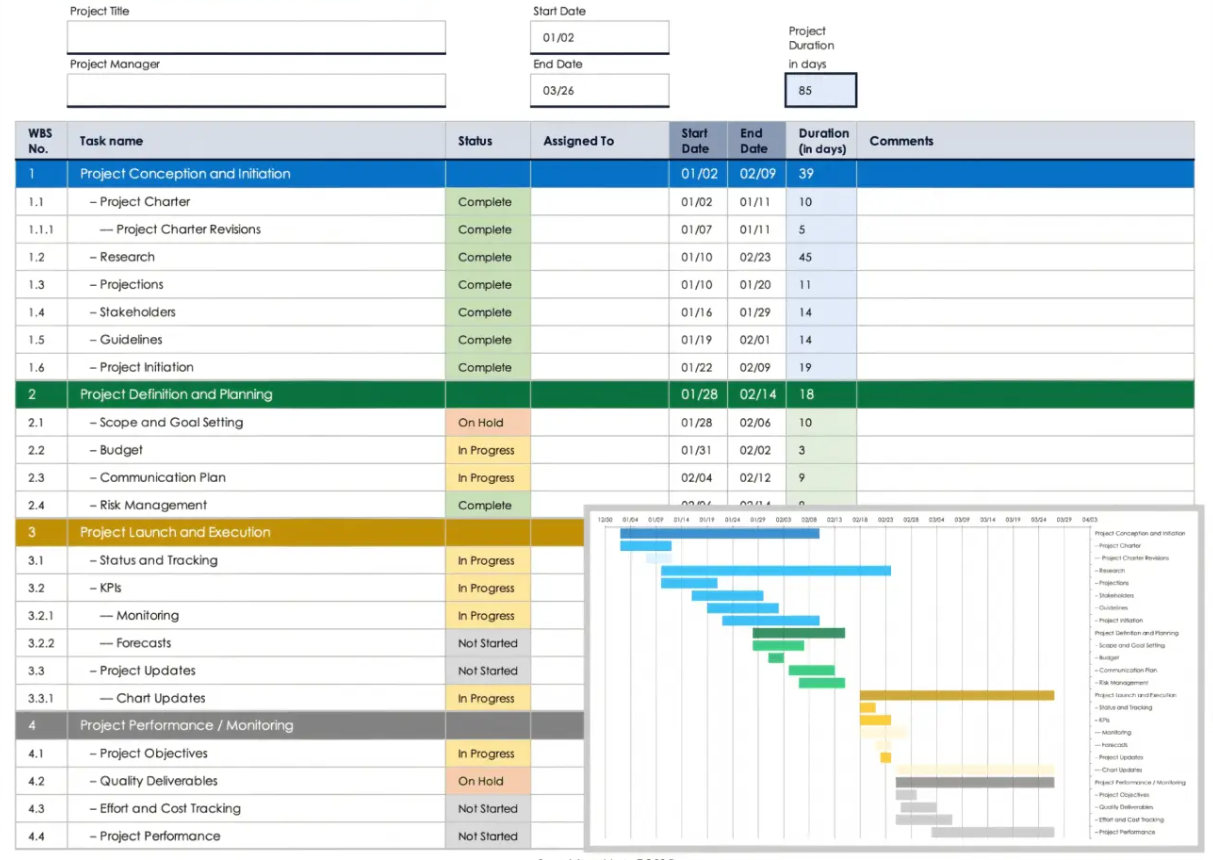 Project Title
Start Date
01/02
Project Duration
in days
Project Manager
End Date
03/26
85
WBS No. Task name Status Assigned To Start Date End Date Duration (in days) Comments
1 Project Conception and Initiation 01/02 02/09 39
1.1 – Project Charter Complete 01/02 01/11 10
1.1.1 –– Project Charter Revisions Complete 01/07 01/11 5
1.2 – Research Complete 01/10 02/23 45
1.3 – Projections Complete 01/10 01/20 11
1.4 – Stakeholders Complete 01/16 01/29 14
1.5 – Guidelines Complete 01/19 02/01 14
1.6 – Project Initiation Complete 01/22 02/09 19
2 Project Definition and Planning 01/28 02/14 18
2.1 – Scope and Goal Setting On Hold 01/28 02/06 10
2.2 – Budget In Progress 01/31 02/02 3
2.3 – Communication Plan In Progress 02/04 02/12 9
2.4 – Risk Management Complete
3 Project Launch and Execution
3.1 – Status and Tracking In Progress
3.2 – KPIs In Progress
3.2.1 –– Monitoring In Progress
3.2.2 –– Forecasts Not Started
3.3 – Project Updates Not Started
3.3.1 –– Chart Updates In Progress
4 Project Performance / Monitoring
4.1 – Project Objectives In Progress
4.2 – Quality Deliverables On Hold
4.3 – Effort and Cost Tracking Not Started
4.4 – Project Performance Not Started
12/30 01/04 01/09 01/14 01/19 01/24 01/29 02/03 02/08 02/13 02/18 02/23 02/28 03/04 03/09 03/14 03/19 03/24 03/29 04/03
Project Conception and Initiation
– Project Charter
–– Project Charter Revisions
– Research
– Projections
– Stakeholders
– Guidelines
– Project Initiation
Project Definition and Planning
– Scope and Goal Setting
– Budget
– Communication Plan
– Risk Management
Project Launch and Execution
– Status and Tracking
– KPIs
–– Monitoring
–– Forecasts
– Project Updates
–– Chart Updates
Project Performance / Monitoring
– Project Objectives
– Quality Deliverables
– Effort and Cost Tracking
– Project Performance